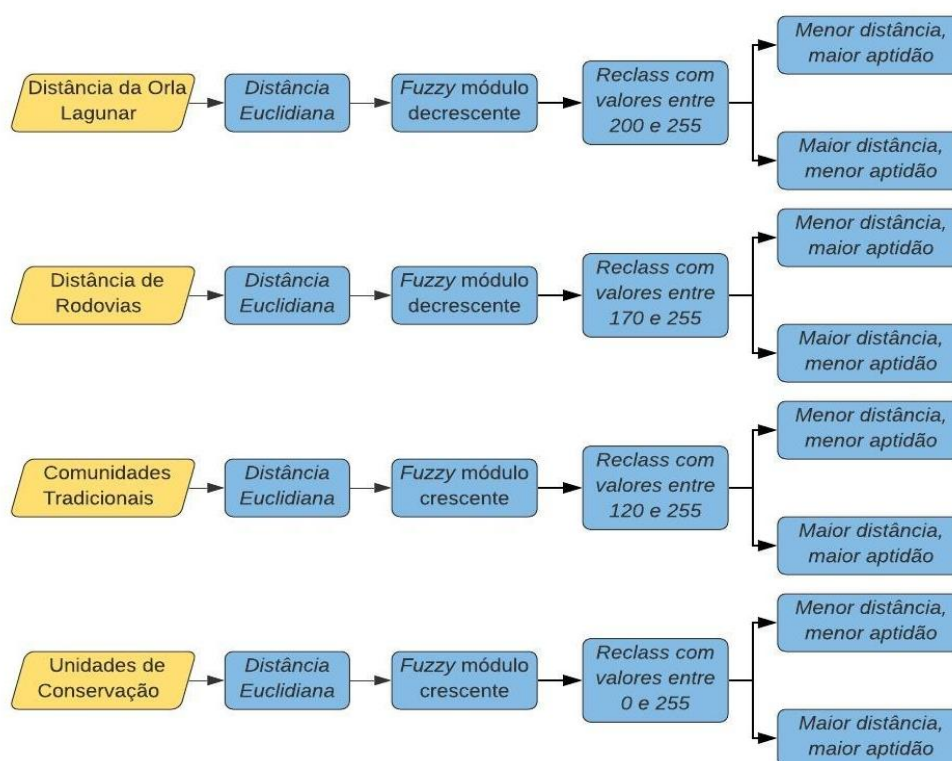 Distância da Orla
Lagunar
Distância
Euclidiana
Fuzzy módulo
decrescente
Reclass com
valores entre
200 e 255
Menor distância,
maior aptidão
Maior distância,
menor aptidão
Distância de
Rodovias
Distância
Euclidiana
Fuzzy módulo
decrescente
Reclass com
valores entre
170 e 255
Menor distância,
maior aptidão
Maior distância,
menor aptidão
Comunidades
Tradicionais
Distância
Euclidiana
Fuzzy módulo
crescente
Reclass com
valores entre
120 e 255
Menor distância,
menor aptidão
Maior distância,
maior aptidão
Unidades de
Conservação
Distância
Euclidiana
Fuzzy módulo
crescente
Reclass com
valores entre
0 e 255
Menor distância,
menor aptidão
Maior distância,
maior aptidão